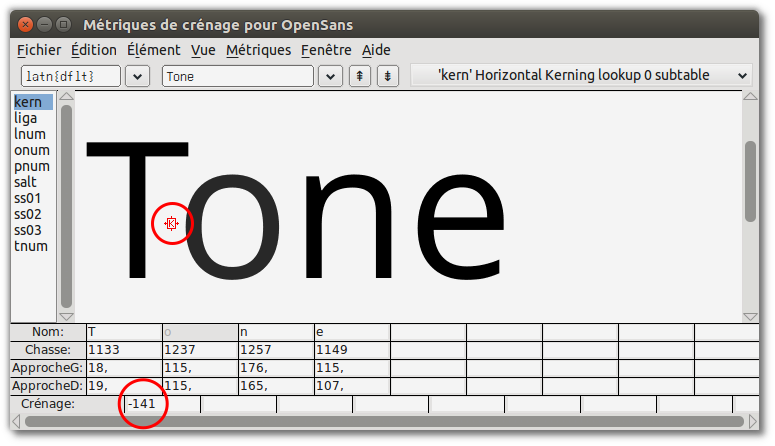 Métriques de crénage pour OpenSans
Fichier Édition Élément Vue Métriques Fenêtre Aide
latn{dflt} Tone 'kern' Horizontal Kerning lookup 0 subtable
kern
liga
lnum
onum
pnum
salt
ss01
ss02
ss03
tnum
Tone
K
Nom: T o n e
Chasse: 1133 1237 1257 1149
ApprocheG: 18, 115, 176, 115,
ApprocheD: 19, 115, 165, 107,
Crénage: -141